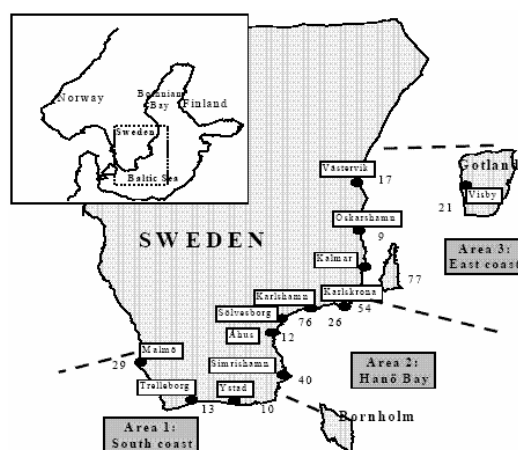 Norway
Bothnian
Bay
Finland
Sweden
Baltic Sea
Västervik
17
Gotland
Visby
21
Oskarshamn
9
SWEDEN
Area 3:
East coast
Kalmar
77
Karlskrona
Karlshamn
54
26
76
Sölvesborg
Åhus
12
Malmö
29
Area 2:
Hanö Bay
Simrishamn
40
Trelleborg
Ystad
13
10
Bornholm
Area 1:
South coast